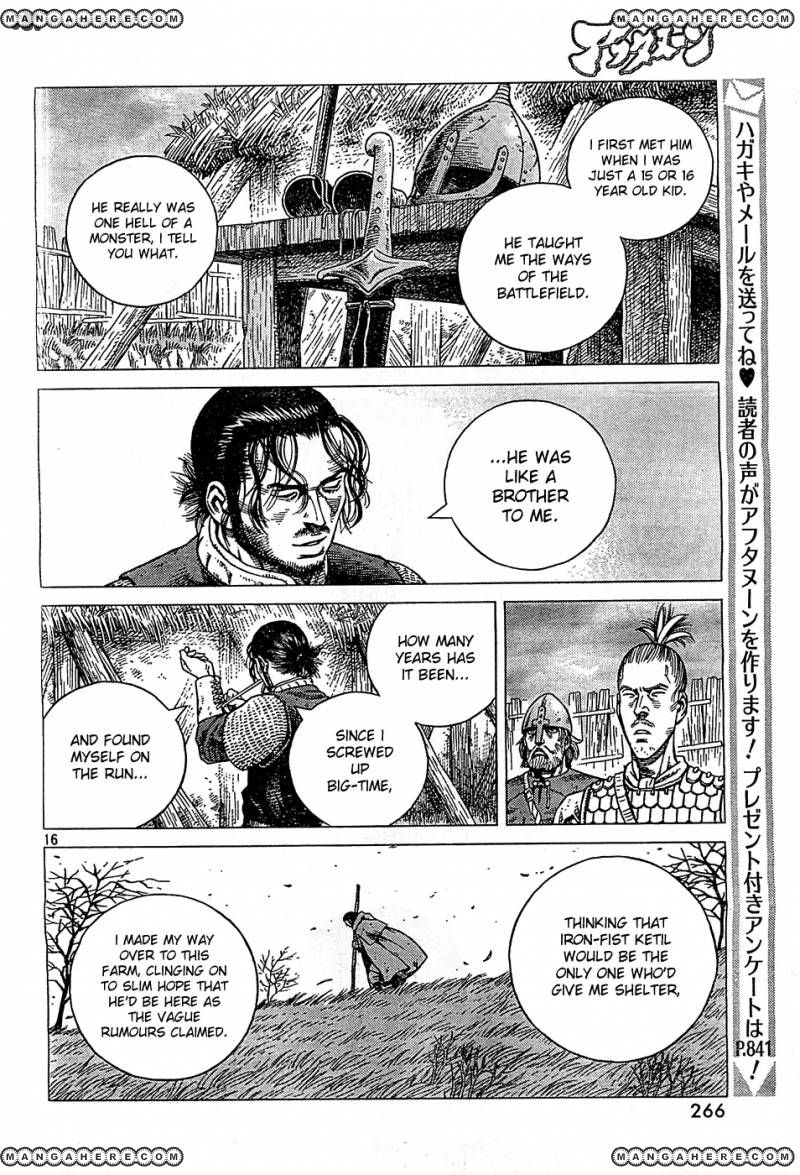 MANGAHERE.COM
MANGAHERE.COM
アフタヌーン
I FIRST MET HIM
WHEN I WAS
JUST A 15 OR 16
YEAR OLD KID.
HE TAUGHT
ME THE WAYS
OF THE
BATTLEFIELD.
HE REALLY WAS
ONE HELL OF A
MONSTER, I TELL
YOU WHAT.
...HE WAS
LIKE A
BROTHER
TO ME.
HOW MANY
YEARS HAS
IT BEEN...
SINCE I
SCREWED
UP
BIG-TIME,
AND FOUND
MYSELF ON
THE RUN...
16
THINKING THAT
IRON-FIST KETIL
WOULD BE THE
ONLY ONE WHO'D
GIVE ME SHELTER,
I MADE MY WAY
OVER TO THIS
FARM, CLINGING ON
TO SLIM HOPE THAT
HE'D BE HERE AS
THE VAGUE
RUMOURS CLAIMED.
ハガキやメールを送ってね♥読者の声がアフタヌーンを作ります!プレゼント付きアンケートはP.841!
266
MANGAHERE.COM
MANGAHERE.COM